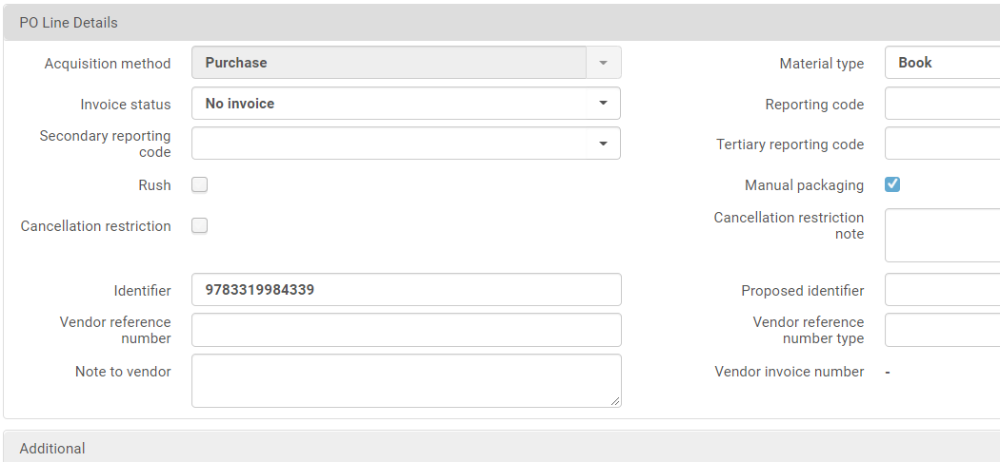 PO Line Details
Acquisition method Purchase Material type Book
Invoice status No invoice Reporting code
Secondary reporting
code
Tertiary reporting code
Rush Manual packaging
Cancellation restriction
Cancellation restriction
note
Identifier 9783319984339 Proposed identifier
Vendor reference
number
Vendor reference
number type
Note to vendor Vendor invoice number -
Additional